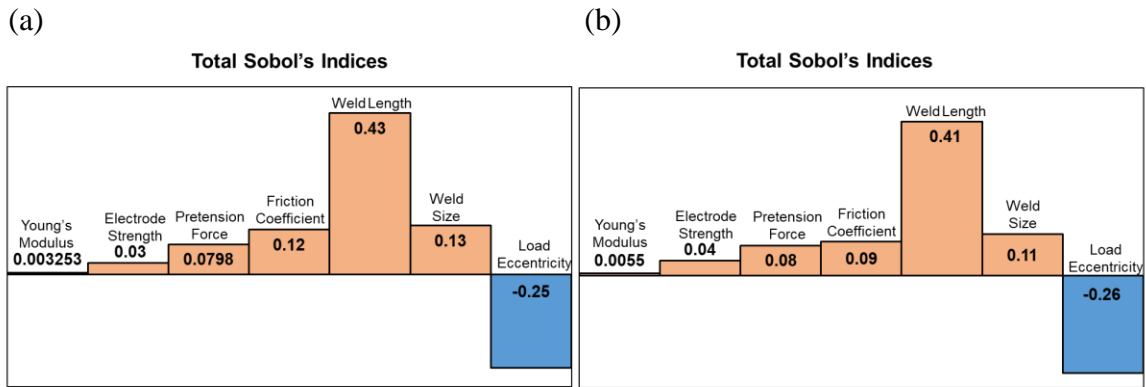 (a)
Total Sobol's Indices
Young's
Modulus
0.003253
Electrode
Strength
0.03
Pretension
Force
0.0798
Friction
Coefficient
0.12
Weld Length
0.43
Weld
Size
0.13
Load
Eccentricity
-0.25
(b)
Total Sobol's Indices
Young's
Modulus
0.0055
Electrode
Strength
0.04
Pretension
Force
0.08
Friction
Coefficient
0.09
Weld Length
0.41
Weld
Size
0.11
Load
Eccentricity
-0.26